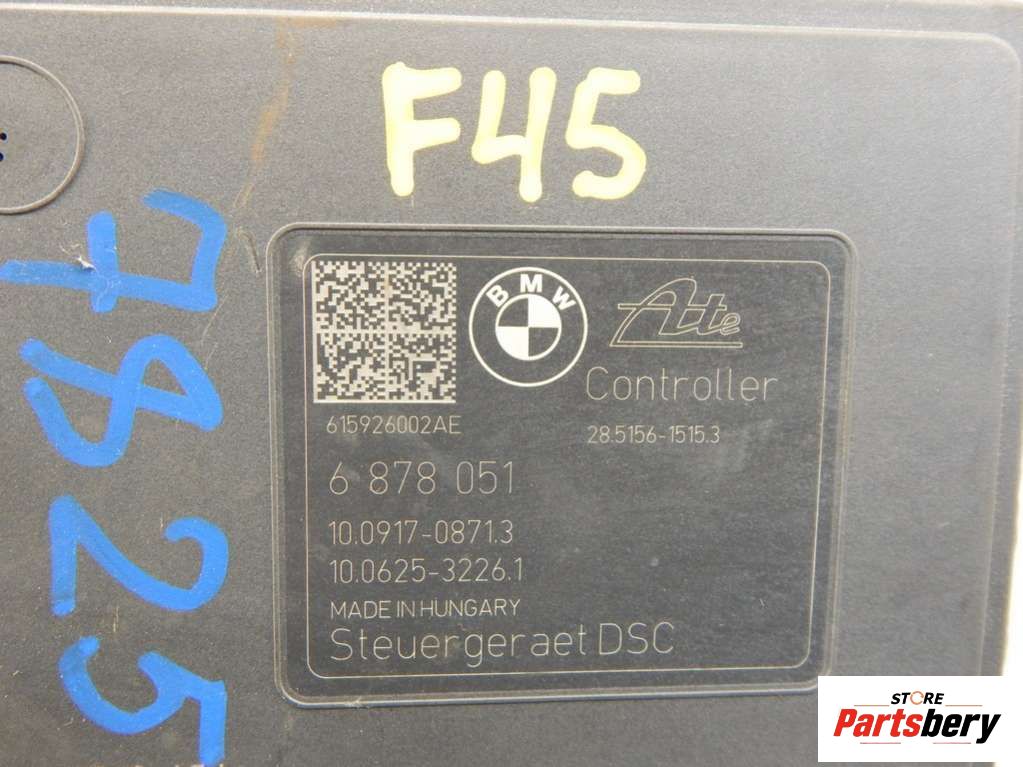 F45
7825
BMW
Ate
Controller
615926002AE
28.5156-1515.3
6 878 051
10.0917-0871.3
10.0625-3226.1
MADE IN HUNGARY
Steuergeraet DSC
STORE
Partsbery